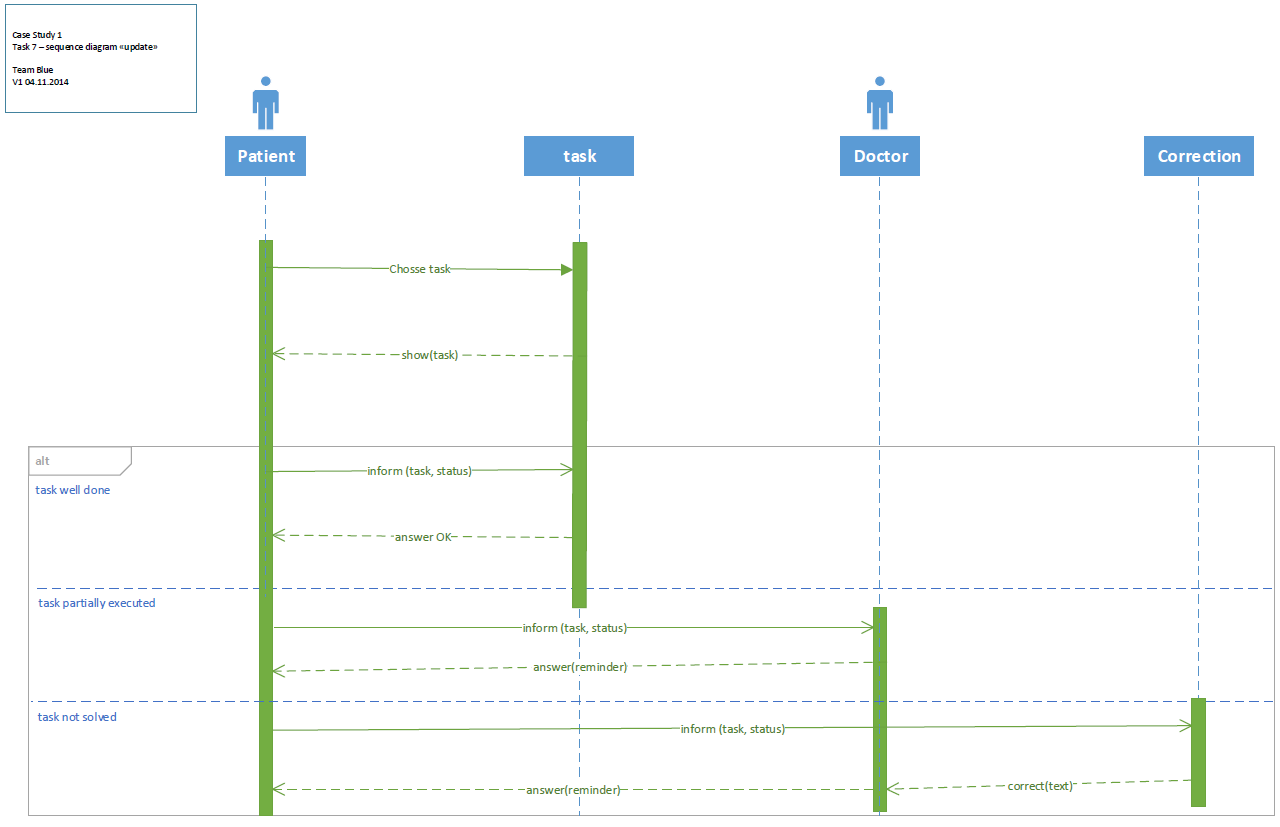 Case Study 1
Task 7 – sequence diagram «update»
Team Blue
V1 04.11.2014
Patient
task
Doctor
Correction
Chosse task
show(task)
alt
inform (task, status)
task well done
answer OK
task partially executed
inform (task, status)
answer(reminder)
task not solved
inform (task, status)
correct(text)
answer(reminder)